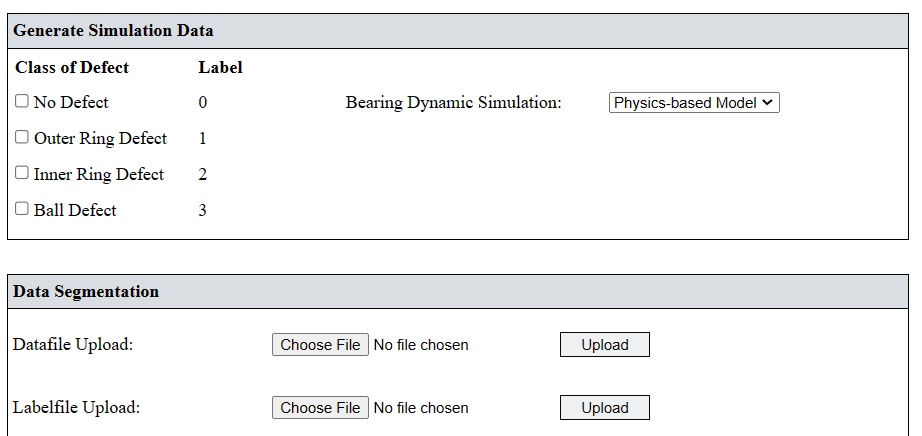 Generate Simulation Data
Class of Defect Label
No Defect 0 Bearing Dynamic Simulation: Physics-based Model
Outer Ring Defect 1
Inner Ring Defect 2
Ball Defect 3
Data Segmentation
Datafile Upload: Choose File No file chosen Upload
Labelfile Upload: Choose File No file chosen Upload